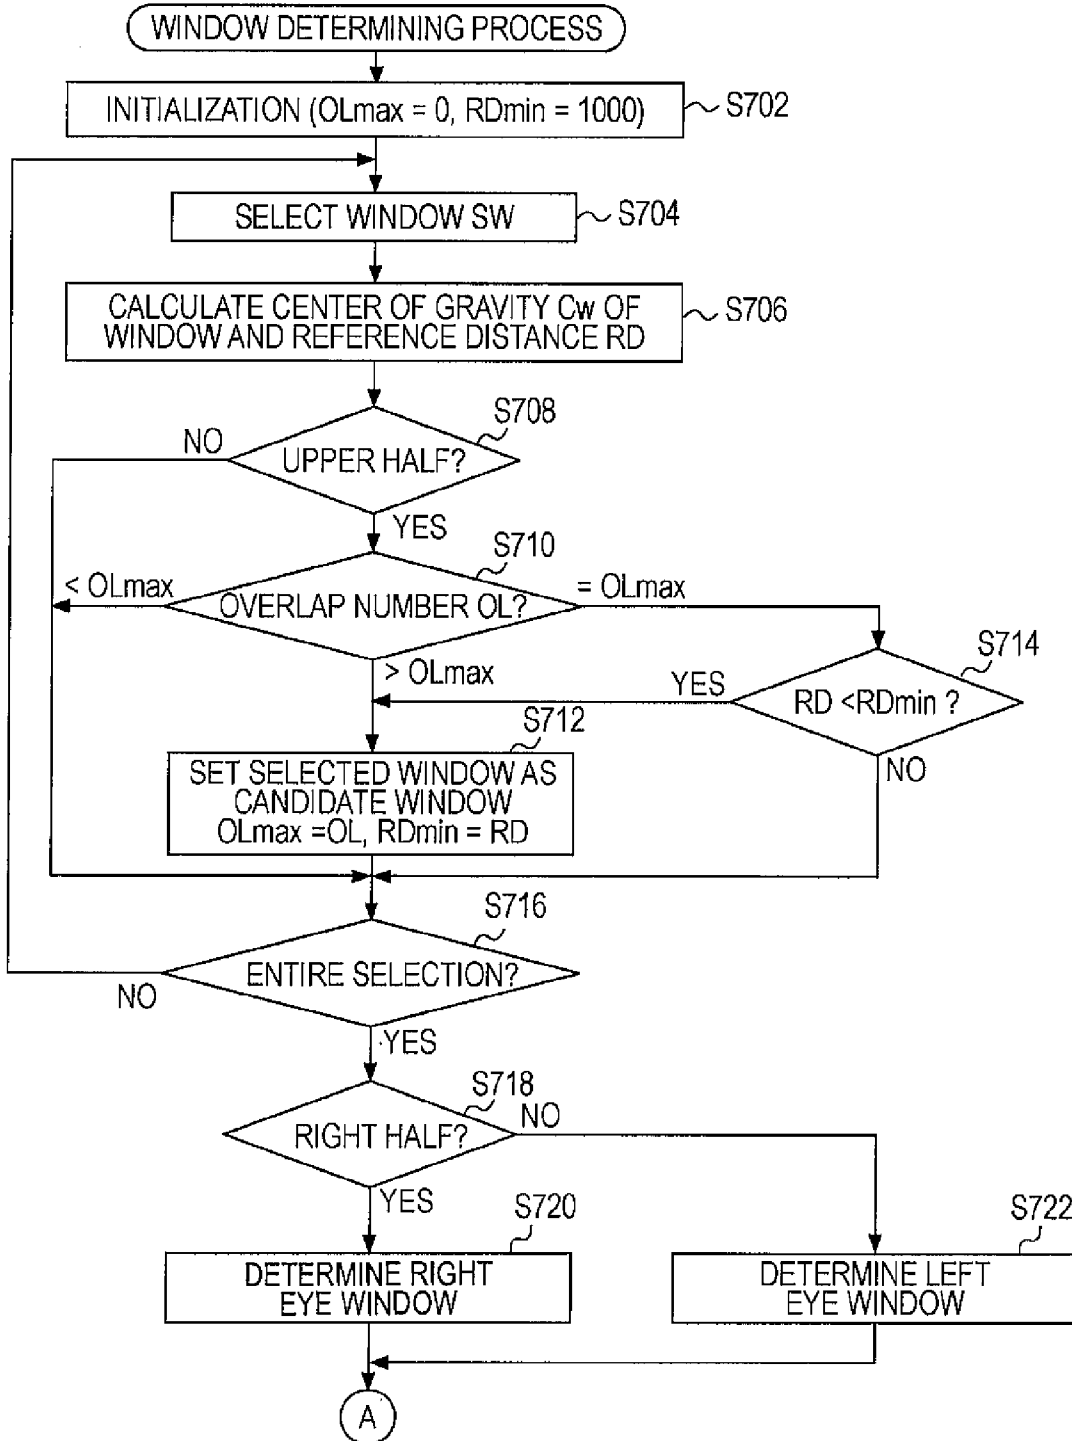 WINDOW DETERMINING PROCESS
INITIALIZATION (OLmax = 0, RDmin = 1000)
S702
SELECT WINDOW SW
S704
CALCULATE CENTER OF GRAVITY Cw OF
WINDOW AND REFERENCE DISTANCE RD
S706
S708
NO
UPPER HALF?
YES
S710
< OLmax
OVERLAP NUMBER OL?
= OLmax
> OLmax
S714
YES
RD <RDmin ?
NO
S712
SET SELECTED WINDOW AS
CANDIDATE WINDOW
OLmax =OL, RDmin = RD
S716
ENTIRE SELECTION?
NO
YES
S718
RIGHT HALF?
NO
YES
S720
DETERMINE RIGHT
EYE WINDOW
S722
DETERMINE LEFT
EYE WINDOW
A